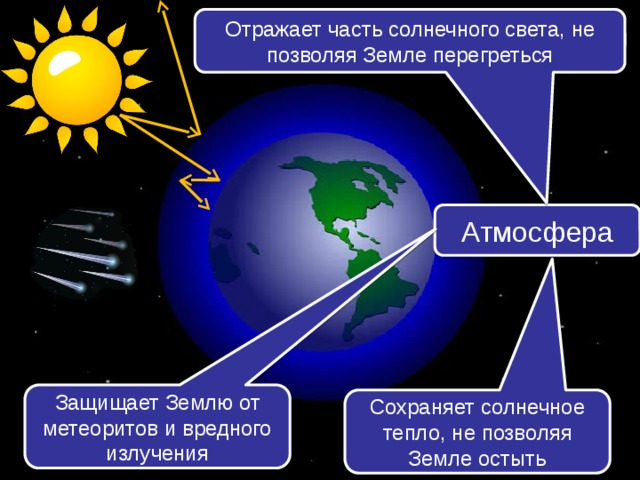 Отражает часть солнечного света, не
позволяя Земле перегреться
Атмосфера
Защищает Землю от
метеоритов и вредного
излучения
Сохраняет солнечное
тепло, не позволяя
Земле остыть